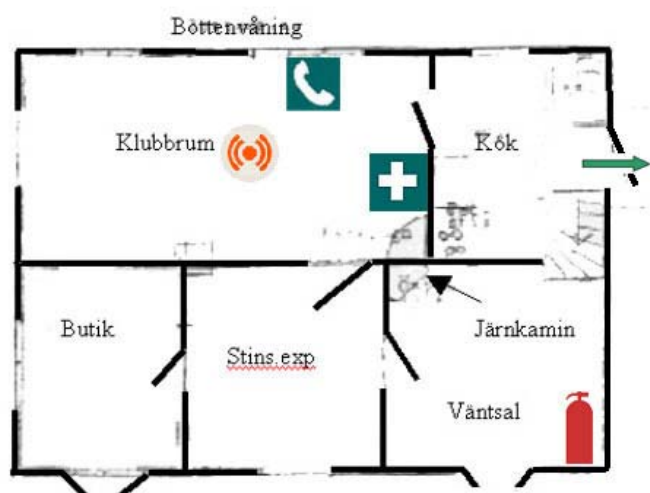 Bottenvåning
Klubbrum
Kök
Butik
Stins.exp
Järnkamin
Väntsal